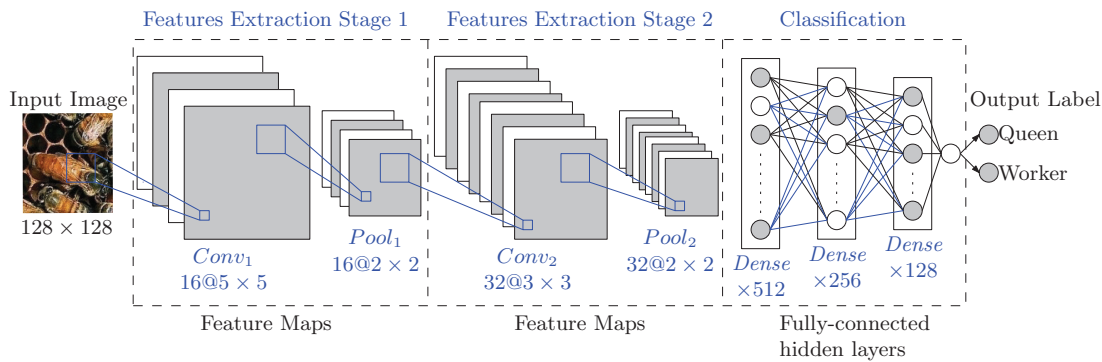 Features Extraction Stage 1
Features Extraction Stage 2
Classification
Input Image
128 × 128
Conv₁
16@5 × 5
Pool₁
16@2 × 2
Conv₂
32@3 × 3
Pool₂
32@2 × 2
Dense
×512
Dense
×256
Dense
×128
Output Label
Queen
Worker
Feature Maps
Feature Maps
Fully-connected
hidden layers